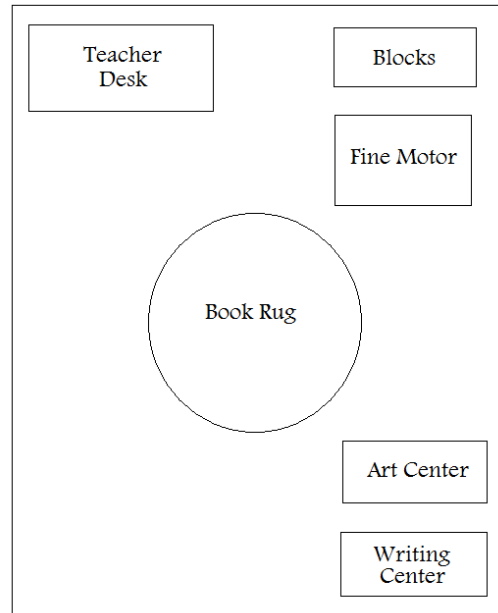 Teacher
Desk
Blocks
Fine Motor
Book Rug
Art Center
Writing
Center